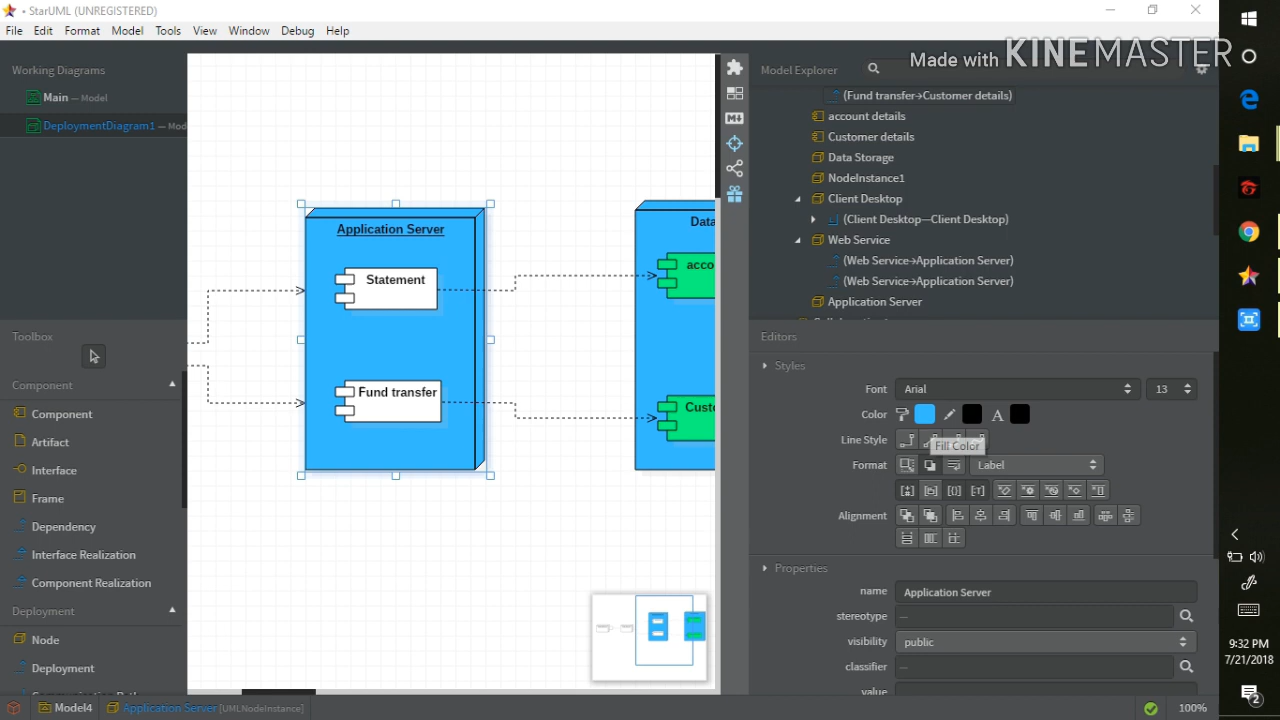 • StarUML (UNREGISTERED)
File Edit Format Model Tools View Window Debug Help
Made with KINEMASTER
Working Diagrams
Main — Model
DeploymentDiagram1 — Mod
Toolbox
Component
Component
Artifact
Interface
Frame
Dependency
Interface Realization
Component Realization
Deployment
Node
Deployment
Application Server
Statement
Fund transfer
Data
acco
Custo
M
Model Explorer
(Fund transfer→Customer details)
account details
Customer details
Data Storage
NodeInstance1
Client Desktop
(Client Desktop—Client Desktop)
Web Service
(Web Service→Application Server)
(Web Service→Application Server)
Application Server
Editors
Styles
Font Arial 13
Color A
Line Style
Fill Color
Format Label
Alignment
Properties
name Application Server
stereotype —
visibility public
classifier —
value
Model4 Application Server [UMLNodeInstance]
100%
9:32 PM
7/21/2018
2